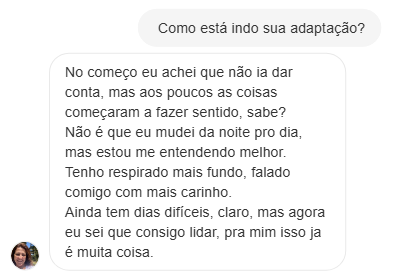 Como está indo sua adaptação?
No começo eu achei que não ia dar
conta, mas aos poucos as coisas
começaram a fazer sentido, sabe?
Não é que eu mudei da noite pro dia,
mas estou me entendendo melhor.
Tenho respirado mais fundo, falado
comigo com mais carinho.
Ainda tem dias difíceis, claro, mas agora
eu sei que consigo lidar, pra mim isso já
é muita coisa.